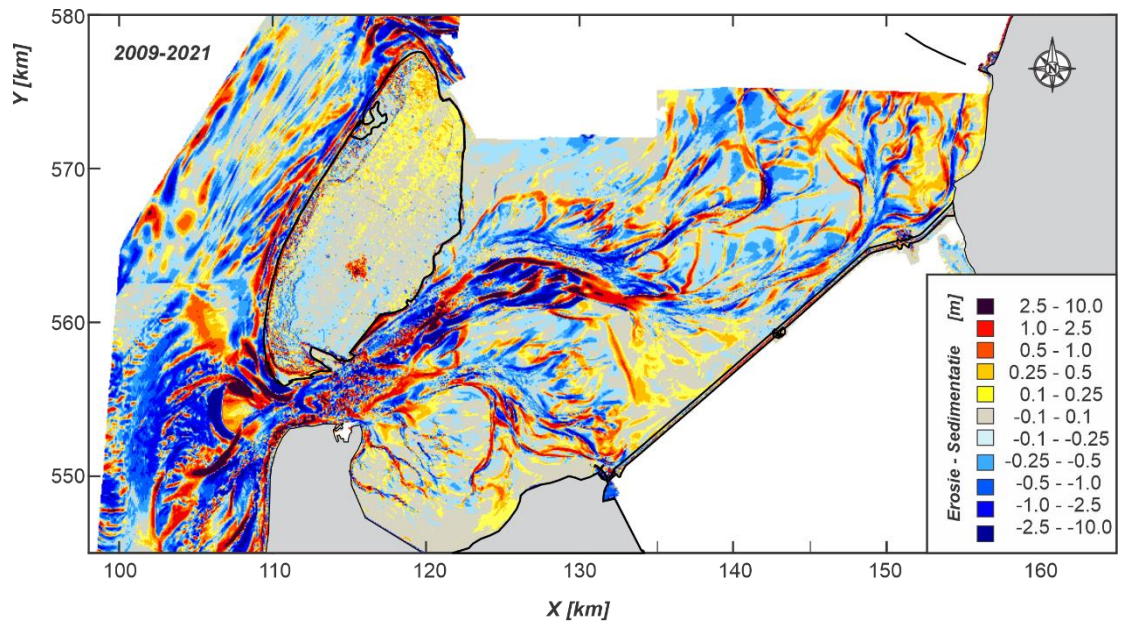 580
Y [km]
2009-2021
N
570
560
550
Erosie - Sedimentatie [m]
2.5 - 10.0
1.0 - 2.5
0.5 - 1.0
0.25 - 0.5
0.1 - 0.25
-0.1 - 0.1
-0.1 - -0.25
-0.25 - -0.5
-0.5 - -1.0
-1.0 - -2.5
-2.5 - -10.0
100 110 120 130 140 150 160
X [km]